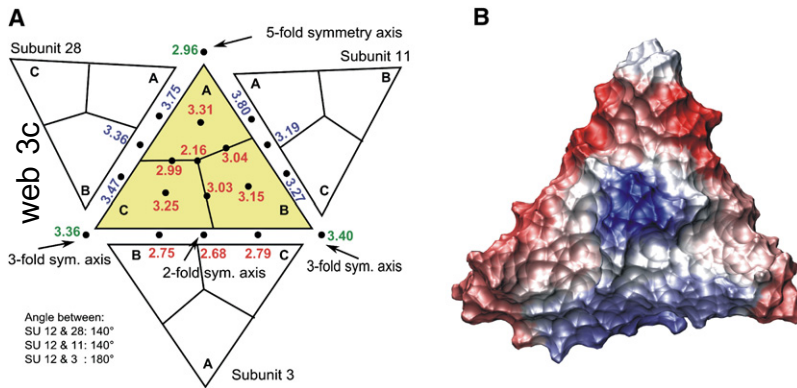 A
B
2.96
5-fold symmetry axis
Subunit 28
Subunit 11
C
A
A
B
3.75
A
3.80
3.31
web 3c
3.36
3.19
2.16
3.04
2.99
3.47
3.03
3.15
3.27
3.25
B
C
B
C
3.36
3.40
3-fold sym. axis
B
2.75
2.68
2.79
C
3-fold sym. axis
2-fold sym. axis
Angle between:
SU 12 & 28: 140°
SU 12 & 11: 140°
SU 12 & 3 : 180°
A
Subunit 3